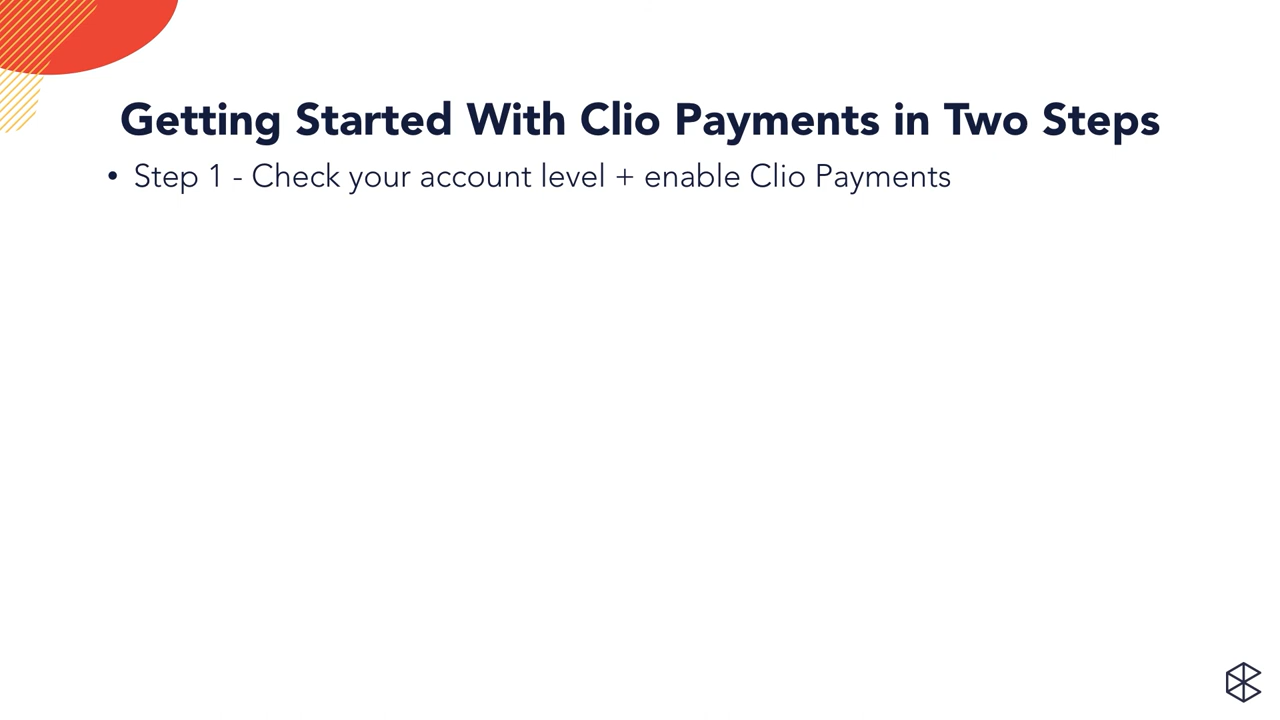 Getting Started With Clio Payments in Two Steps
• Step 1 - Check your account level + enable Clio Payments